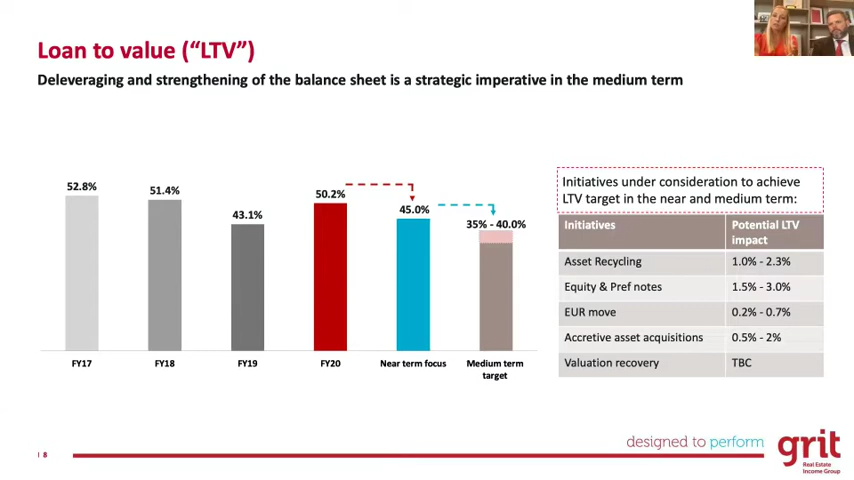 Loan to value (“LTV”)
Deleveraging and strengthening of the balance sheet is a strategic imperative in the medium term
52.8%
51.4%
43.1%
50.2%
45.0%
35% - 40.0%
FY17
FY18
FY19
FY20
Near term focus
Medium term
target
Initiatives under consideration to achieve
LTV target in the near and medium term:
Initiatives
Potential LTV
impact
Asset Recycling
1.0% - 2.3%
Equity & Pref notes
1.5% - 3.0%
EUR move
0.2% - 0.7%
Accretive asset acquisitions
0.5% - 2%
Valuation recovery
TBC
designed to perform
grit
Real Estate
Income Group
| 8